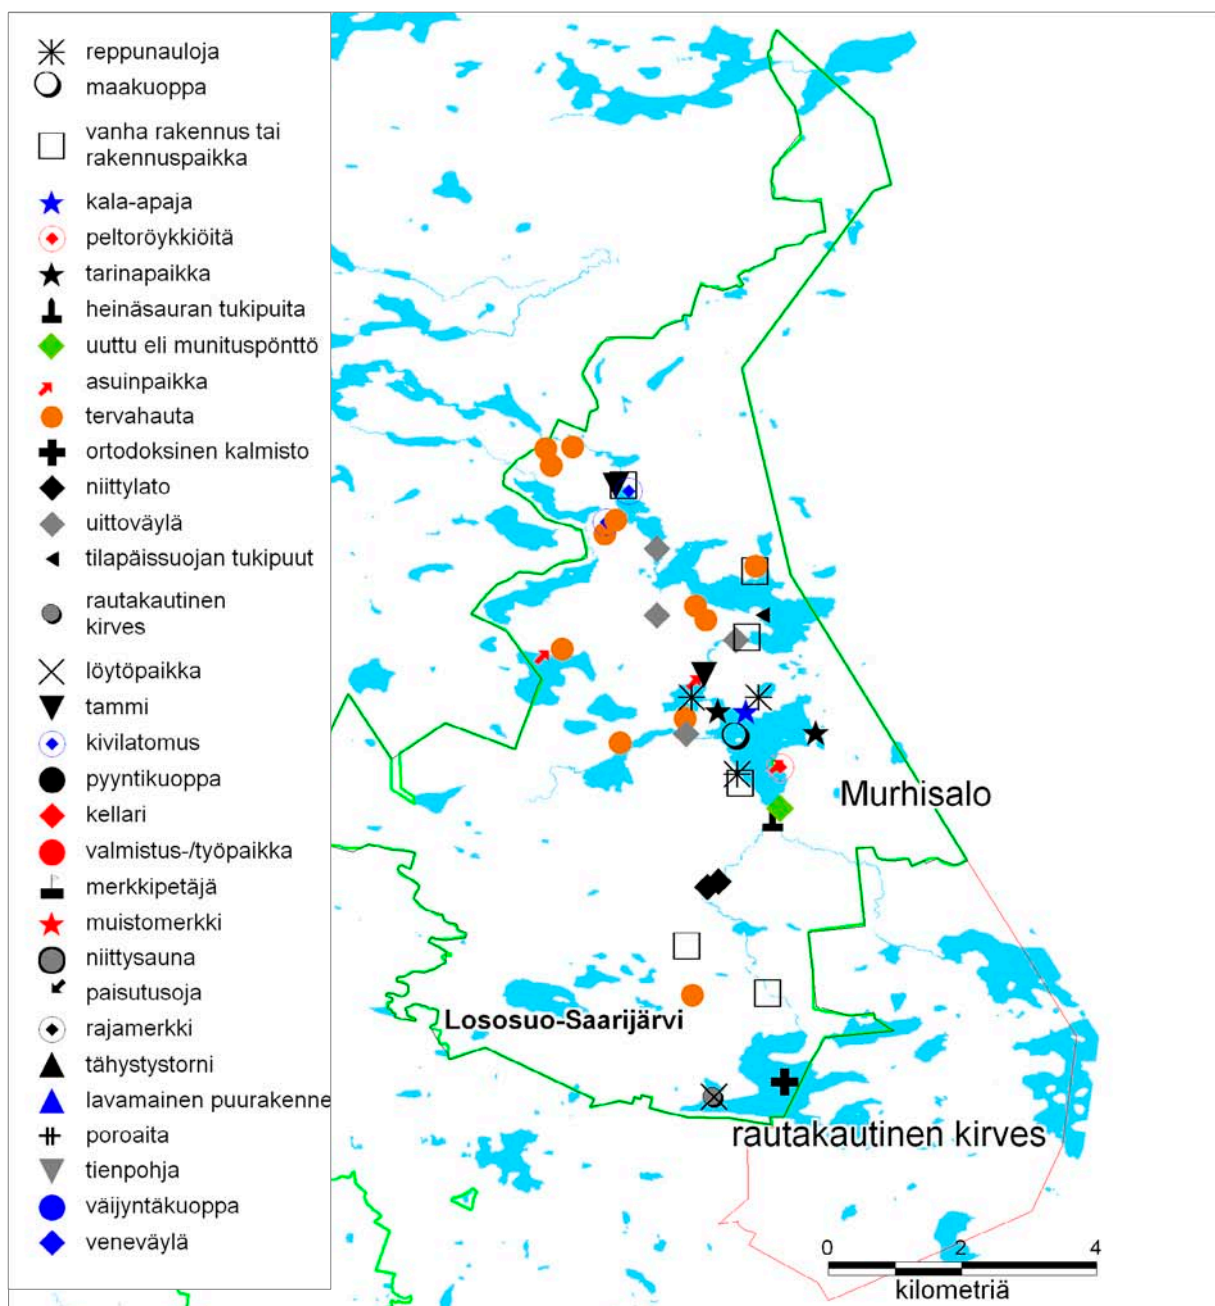 reppunauloja
maakuoppa
vanha rakennus tai
rakennuspaikka
kala-apaja
peltoröykkiöitä
tarinapaikka
heinäsauran tukipuita
uuttu eli munituspönttö
asuinpaikka
tervahauta
ortodoksinen kalmisto
niittylato
uittoväylä
tilapäissuojan tukipuut
rautakautinen
kirves
löytöpaikka
tammi
kivilatomus
pyyntikuoppa
kellari
valmistus-/työpaikka
merkkipetäjä
muistomerkki
niittysauna
paisutusoja
rajamerkki
tähystystorni
lavamainen puurakenne
poroaita
tienpohja
väijyntäkuoppa
veneväylä
Murhisalo
Lososuo-Saarijärvi
rautakautinen kirves
0 2 4
kilometriä